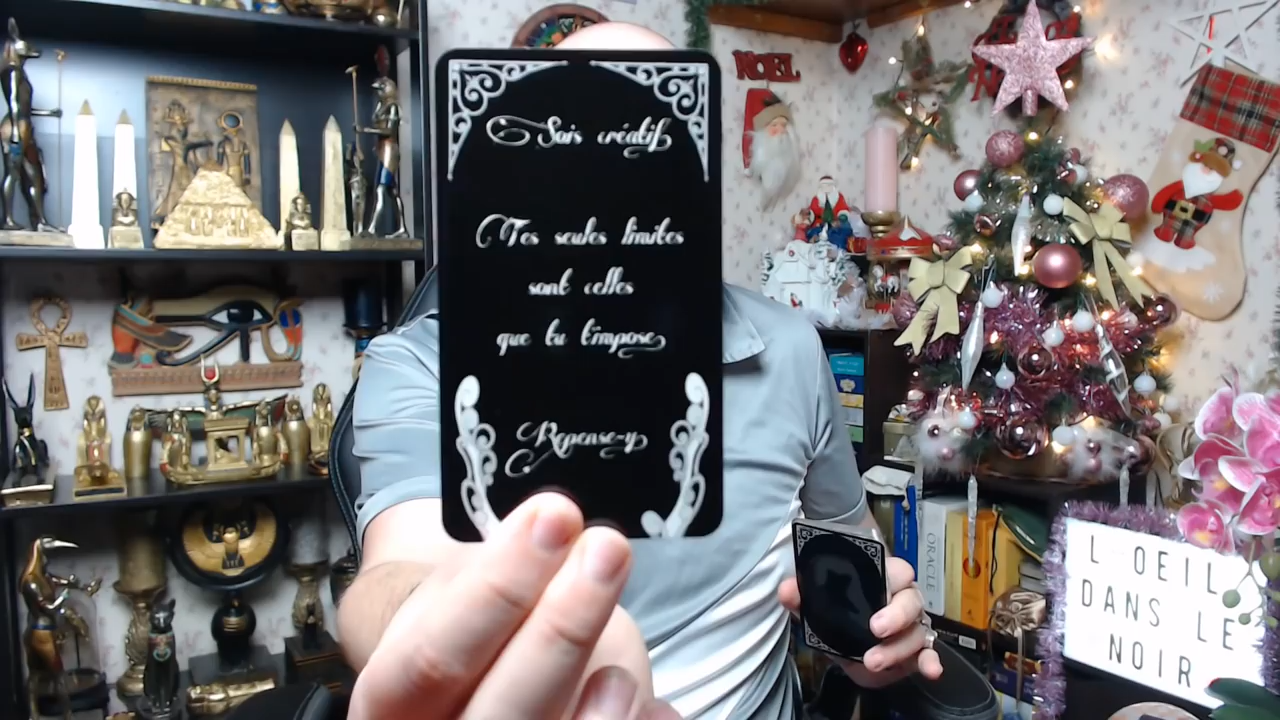 Sois créatif
Tes seules limites
sont celles
que tu t'impose
Repense-y
NOEL
ORACLE
L OEIL
DANS LE
NOIR